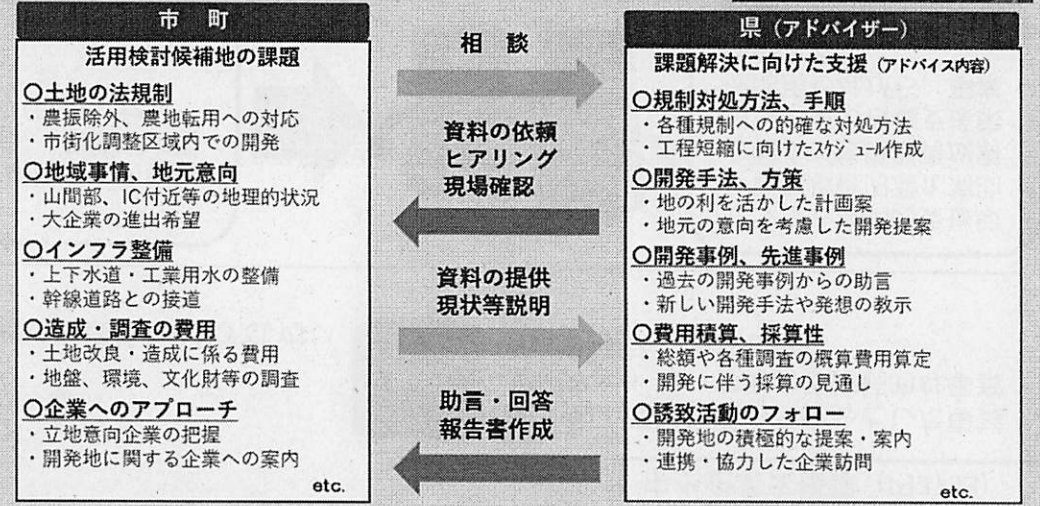 市 町
活用検討候補地の課題
〇土地の法規制
・農振除外、農地転用への対応
・市街化調整区域内での開発
〇地域事情、地元意向
・山間部、IC付近等の地理的状況
・大企業の進出希望
〇インフラ整備
・上下水道・工業用水の整備
・幹線道路との接道
〇造成・調査の費用
・土地改良・造成に係る費用
・地盤、環境、文化財等の調査
〇企業へのアプローチ
・立地意向企業の把握
・開発地に関する企業への案内
etc.
相 談
資料の依頼
ヒアリング
現場確認
資料の提供
現状等説明
助言・回答
報告書作成
県（アドバイザー）
課題解決に向けた支援（アドバイス内容）
〇規制対処方法、手順
・各種規制への的確な対処方法
・工程短縮に向けたｽｹｼﾞｭｰﾙ作成
〇開発手法、方策
・地の利を活かした計画案
・地元の意向を考慮した開発提案
〇開発事例、先進事例
・過去の開発事例からの助言
・新しい開発手法や発想の教示
〇費用積算、採算性
・総額や各種調査の概算費用算定
・開発に伴う採算の見通し
〇誘致活動のフォロー
・開発地の積極的な提案・案内
・連携・協力した企業訪問
etc.